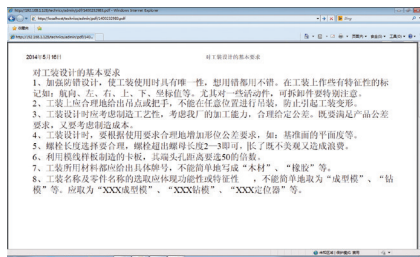 2014年5月16日
对工装设计的基本要求
对工装设计的基本要求
1、加强防错设计，使工装使用时具有唯一性，想用错都用不错。在工装上作些有特征性的标
记如：航向、左、右、上、下、坐标值等。尤其对一些活动件，可拆卸件要特别注意。
2、工装上应合理地给出吊点或把手，不能在任意位置进行吊装，防止引起工装变形。
3、工装设计时应考虑制造工艺性，考虑我厂的加工能力，合理给定公差。既要满足产品公差
要求，又要考虑制造成本。
4、工装设计时，要根据使用要求合理地增加形位公差要求，如：基准面的平面度等。
5、螺栓长度选择要合理，螺栓超出螺母长度2—3即可，长了既不美观又造成浪费。
6、利用模线样板制造的卡板，其端头孔距离要选50的倍数。
7、工装所用材料都应给出具体牌号，不能简单写成“木材”、“橡胶”等。
8、工装名称及零件名称的选取应体现功能性或特征性，不能简单地取为“成型模”、“钻
模”等。应取为“XXX成型模”、“XXX钻模”、“XXX定位器”等。